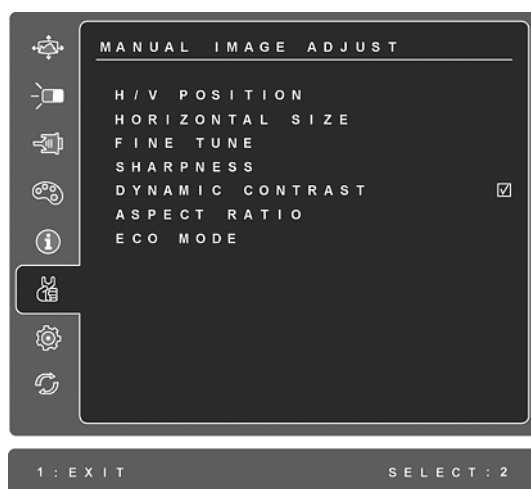 MANUAL IMAGE ADJUST
H/V POSITION
HORIZONTAL SIZE
FINE TUNE
SHARPNESS
DYNAMIC CONTRAST
ASPECT RATIO
ECO MODE
1:EXIT SELECT:2